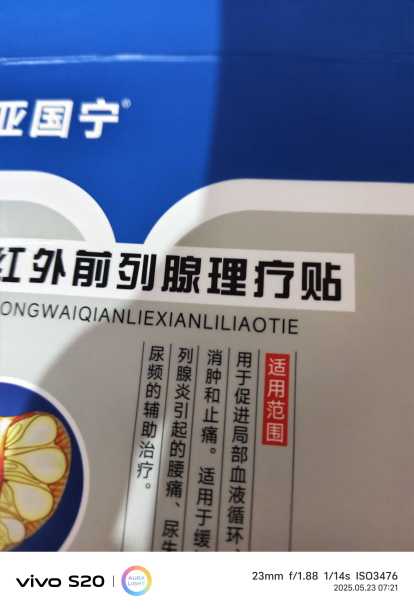 亚国宁®
红外前列腺理疗贴
ONGWAIQIANLIEXIANLILIAOTIE
适用范围
用于促进局部血液循环、
消肿和止痛。适用于缓
列腺炎引起的腰痛、尿
尿频的辅助治疗。
vivo S20
AURA LIGHT
23mm f/1.88 1/14s ISO3476
2025.05.23 07:21